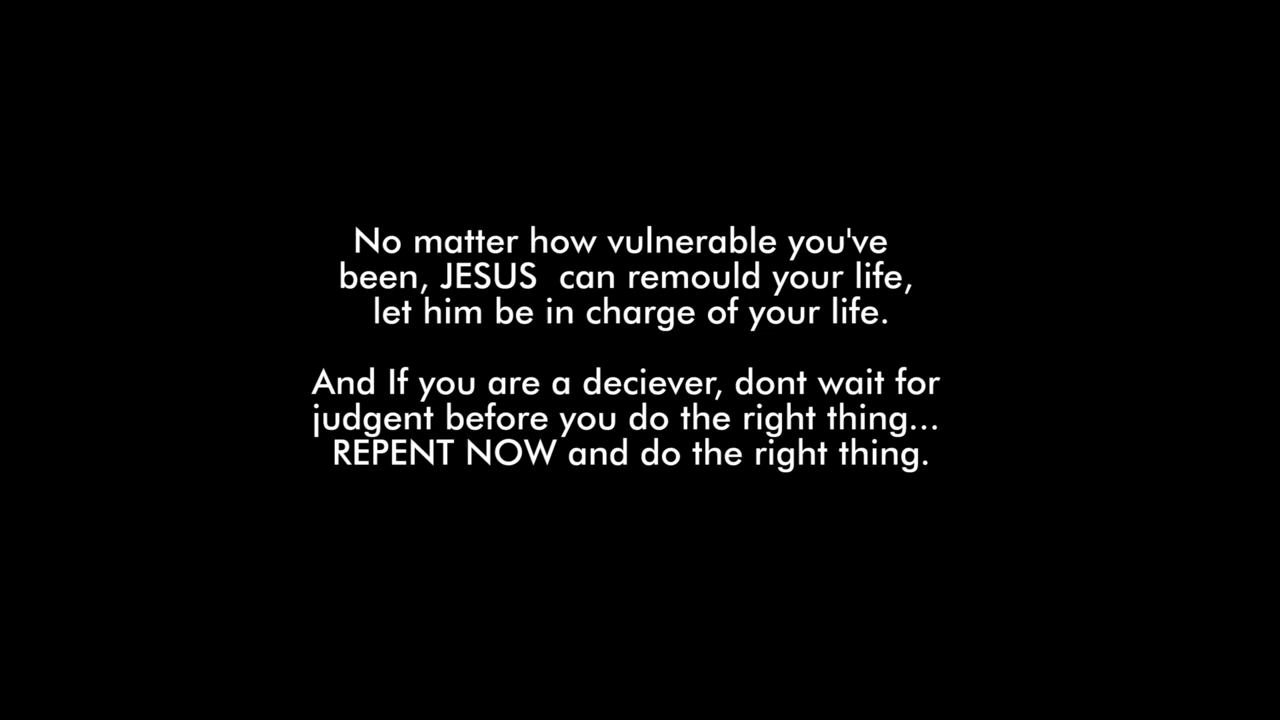 No matter how vulnerable you've
been, JESUS  can remould your life,
let him be in charge of your life.
And If you are a deciever, dont wait for
judgent before you do the right thing...
REPENT NOW and do the right thing.